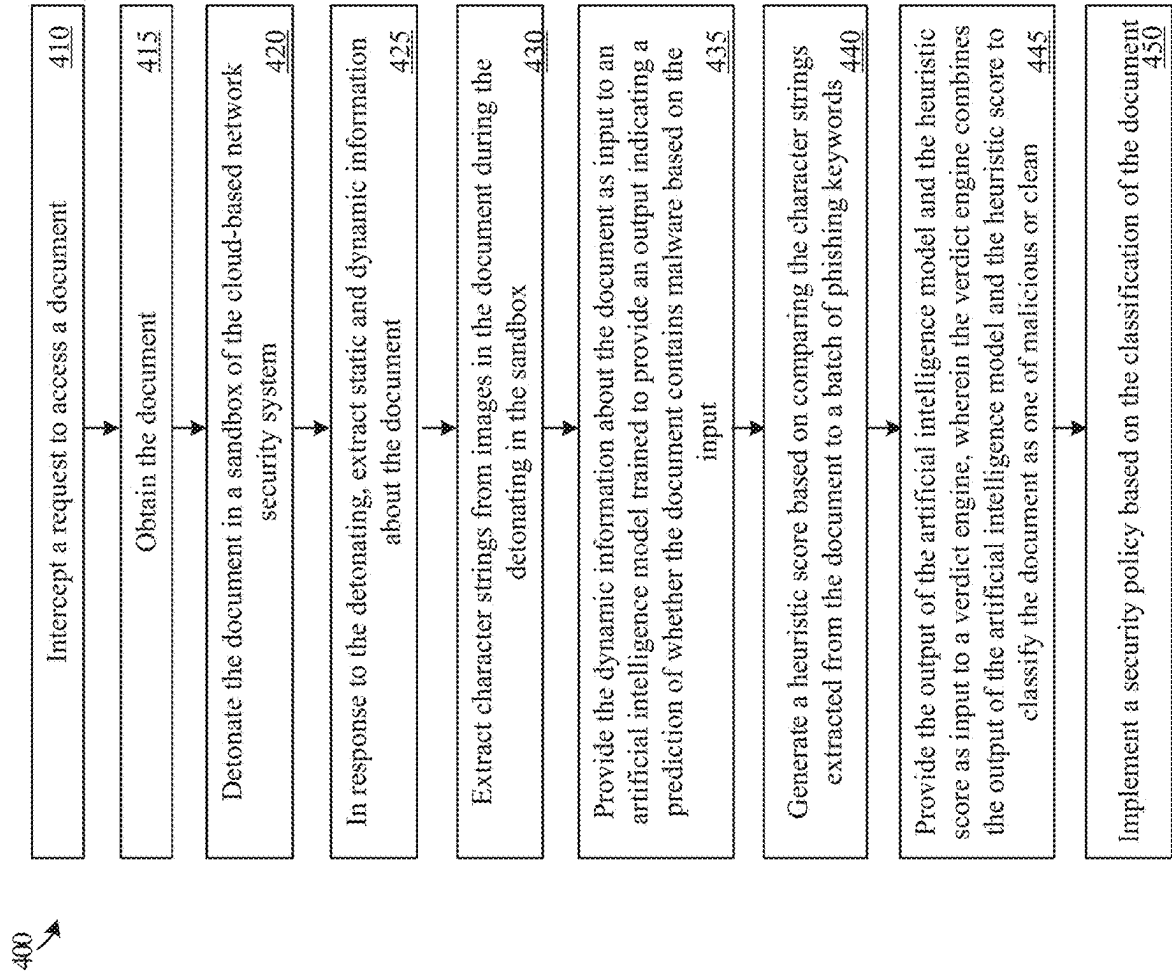 400
Intercept a request to access a document
410
Obtain the document
415
Detonate the document in a sandbox of the cloud-based network
security system
420
In response to the detonating, extract static and dynamic information
about the document
425
Extract character strings from images in the document during the
detonating in the sandbox
430
Provide the dynamic information about the document as input to an
artificial intelligence model trained to provide an output indicating a
prediction of whether the document contains malware based on the
input
435
Generate a heuristic score based on comparing the character strings
extracted from the document to a batch of phishing keywords
440
Provide the output of the artificial intelligence model and the heuristic
score as input to a verdict engine, wherein the verdict engine combines
the output of the artificial intelligence model and the heuristic score to
classify the document as one of malicious or clean
445
Implement a security policy based on the classification of the document
450